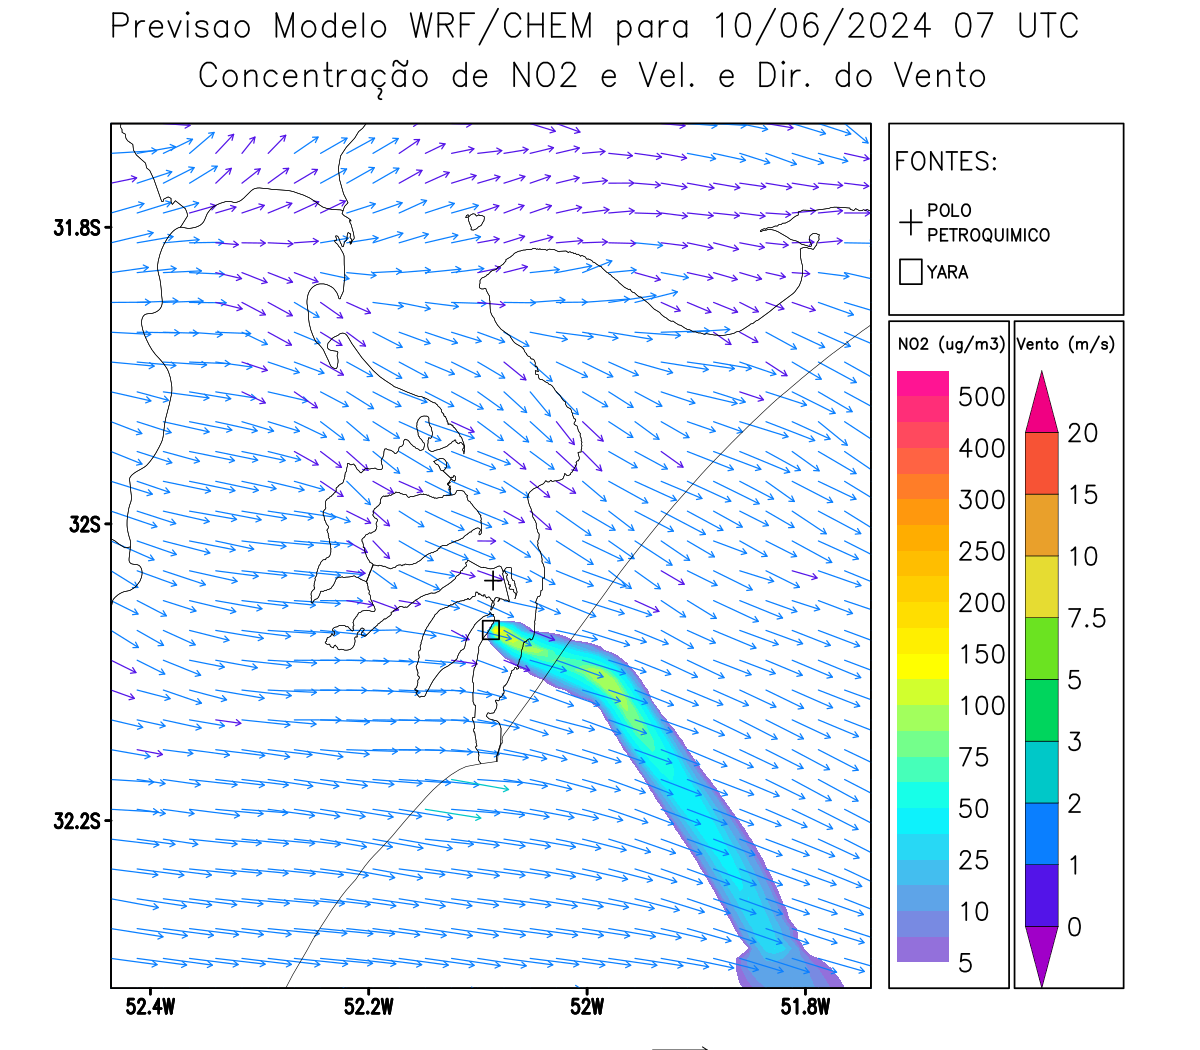 Previsao Modelo WRF/CHEM para 10/06/2024 07 UTC
Concentração de NO2 e Vel. e Dir. do Vento
FONTES:
POLO
PETROQUIMICO
YARA
NO2 (ug/m3)
500
400
300
250
200
150
100
75
50
25
10
5
Vento (m/s)
20
15
10
7.5
5
3
2
1
0
31.8S
32S
32.2S
52.4W
52.2W
52W
51.8W